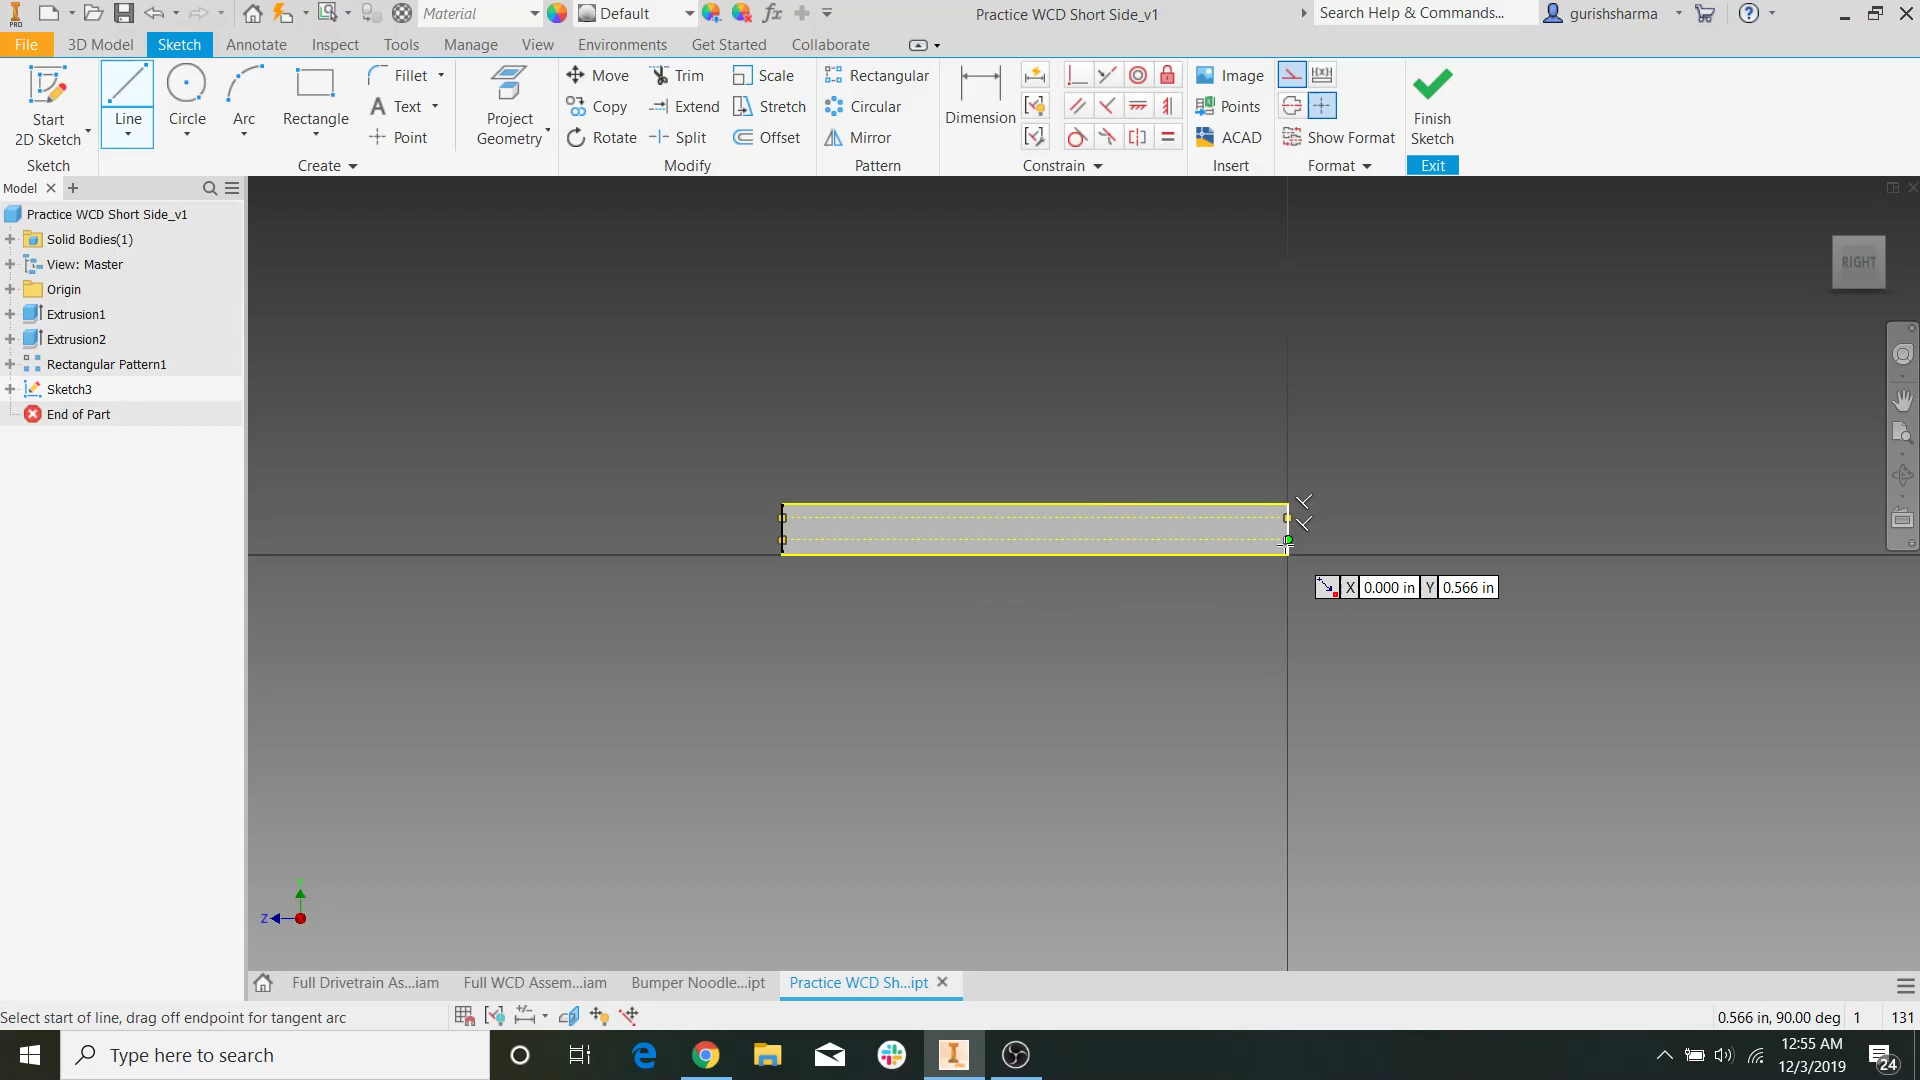 PRO
Material
Default
Practice WCD Short Side_v1
Search Help & Commands...
gurishsharma
File
3D Model
Sketch
Annotate
Inspect
Tools
Manage
View
Environments
Get Started
Collaborate
Start
2D Sketch
Line
Circle
Arc
Rectangle
Fillet
Text
Point
Project
Geometry
Move
Copy
Rotate
Trim
Extend
Split
Scale
Stretch
Offset
Rectangular
Circular
Mirror
Dimension
Image
Points
ACAD
Show Format
Finish
Sketch
Sketch
Create
Modify
Pattern
Constrain
Insert
Format
Exit
Model
Practice WCD Short Side_v1
Solid Bodies(1)
View: Master
Origin
Extrusion1
Extrusion2
Rectangular Pattern1
Sketch3
End of Part
RIGHT
X 0.000 in Y 0.566 in
Z
Full Drivetrain As...iam
Full WCD Assem...iam
Bumper Noodle...ipt
Practice WCD Sh...ipt
Select start of line, drag off endpoint for tangent arc
0.566 in, 90.00 deg 1 131
Type here to search
12:55 AM
12/3/2019
24